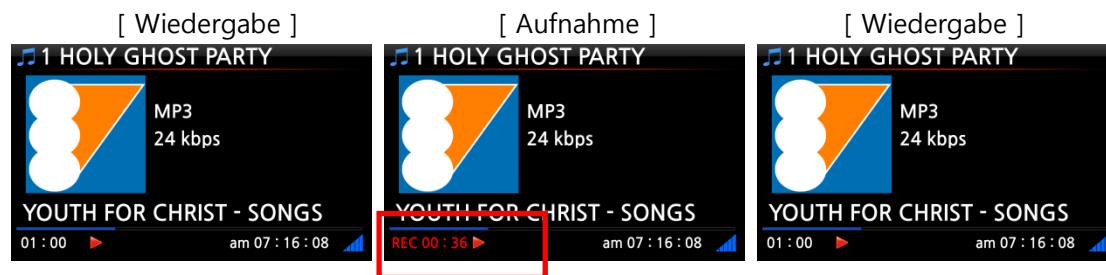 [ Wiedergabe ]
[ Aufnahme ]
[ Wiedergabe ]
1 HOLY GHOST PARTY
MP3
24 kbps
YOUTH FOR CHRIST - SONGS
01 : 00
am 07 : 16 : 08
1 HOLY GHOST PARTY
MP3
24 kbps
YOUTH FOR CHRIST - SONGS
REC 00 : 36
am 07 : 16 : 08
1 HOLY GHOST PARTY
MP3
24 kbps
YOUTH FOR CHRIST - SONGS
01 : 00
am 07 : 16 : 08